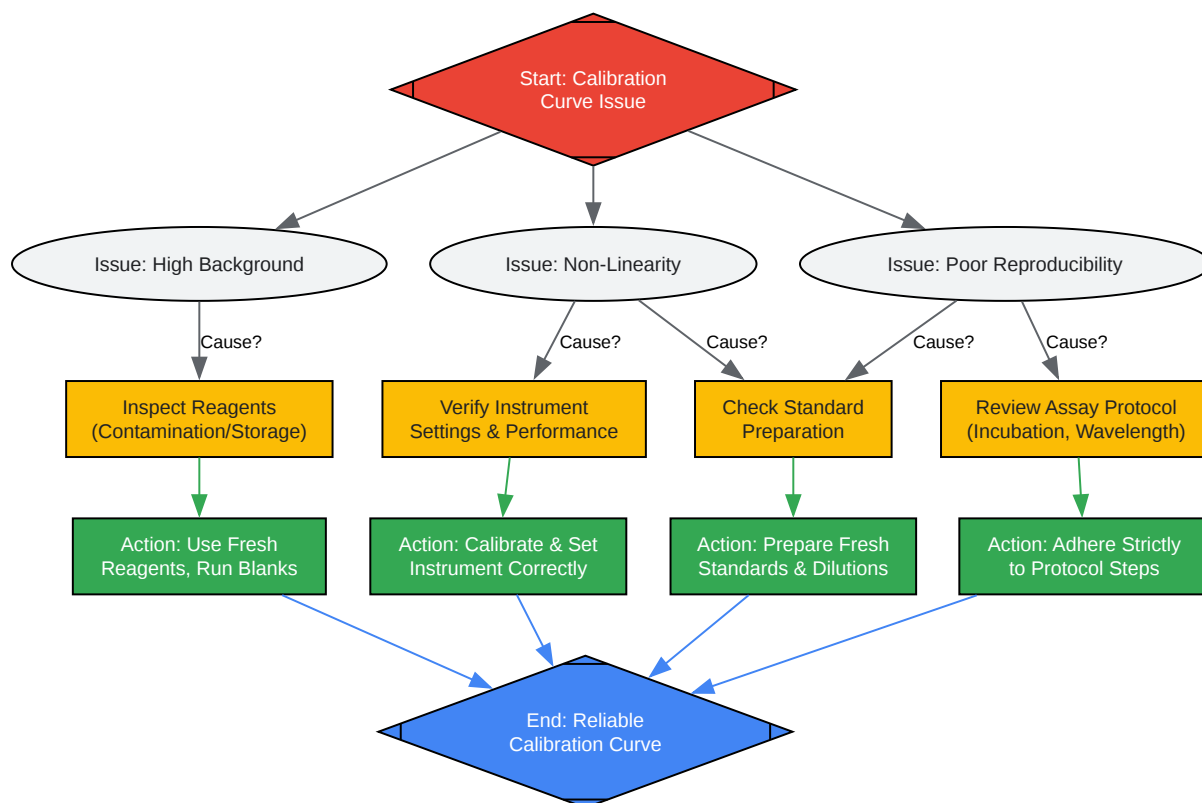 Start: Calibration
Curve Issue
Issue: High Background
Issue: Non-Linearity
Issue: Poor Reproducibility
Cause?
Cause?
Cause?
Cause?
Cause?
Inspect Reagents
(Contamination/Storage)
Verify Instrument
Settings & Performance
Check Standard
Preparation
Review Assay Protocol
(Incubation, Wavelength)
Action: Use Fresh
Reagents, Run Blanks
Action: Calibrate & Set
Instrument Correctly
Action: Prepare Fresh
Standards & Dilutions
Action: Adhere Strictly
to Protocol Steps
End: Reliable
Calibration Curve